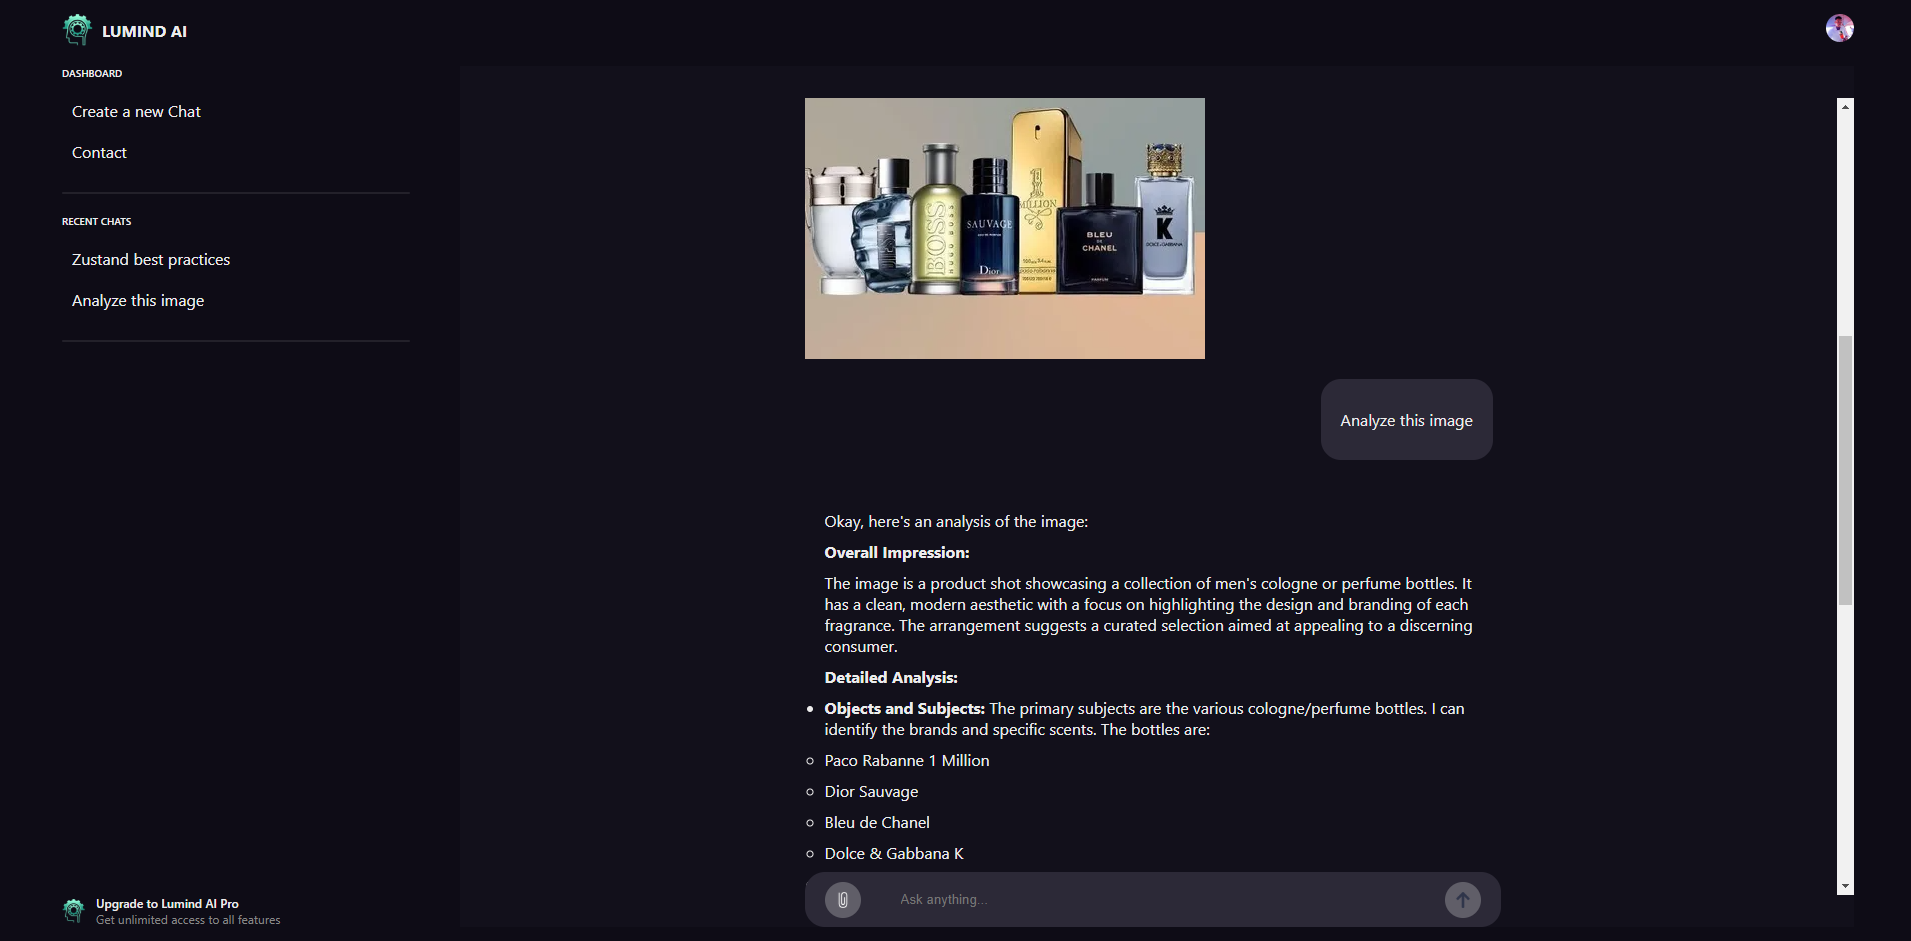 LUMIND AI
DASHBOARD
Create a new Chat
Contact
RECENT CHATS
Zustand best practices
Analyze this image
Upgrade to Lumind AI Pro
Get unlimited access to all features
DIESEL
BOSS
HUGO BOSS
SAUVAGE
Dior
1
MILLION
BLEU
DE
CHANEL
PARFUM
K
DOLCE & GABBANA
Analyze this image
Okay, here's an analysis of the image:
Overall Impression:
The image is a product shot showcasing a collection of men's cologne or perfume bottles. It
has a clean, modern aesthetic with a focus on highlighting the design and branding of each
fragrance. The arrangement suggests a curated selection aimed at appealing to a discerning
consumer.
Detailed Analysis:
• Objects and Subjects: The primary subjects are the various cologne/perfume bottles. I can
identify the brands and specific scents. The bottles are:
○ Paco Rabanne 1 Million
○ Dior Sauvage
○ Bleu de Chanel
○ Dolce & Gabbana K
Ask anything...